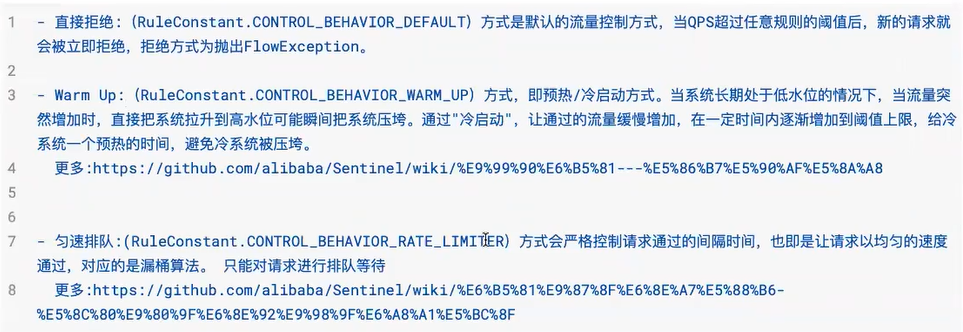 1 - 直接拒绝：（RuleConstant.CONTROL_BEHAVIOR_DEFAULT）方式是默认的流量控制方式，当QPS超过任意规则的阈值后，新的请求就
会被立即拒绝，拒绝方式为抛出FlowException。
2
3 - Warm Up：（RuleConstant.CONTROL_BEHAVIOR_WARM_UP）方式，即预热/冷启动方式。当系统长期处于低水位的情况下，当流量突
然增加时，直接把系统拉升到高水位可能瞬间把系统压垮。通过"冷启动"，让通过的流量缓慢增加，在一定时间内逐渐增加到阈值上限，给冷
系统一个预热的时间，避免冷系统被压垮。
4 更多:https://github.com/alibaba/Sentinel/wiki/%E9%99%90%E6%B5%81---%E5%86%B7%E5%90%AF%E5%8A%A8
5
6
7 - 匀速排队:(RuleConstant.CONTROL_BEHAVIOR_RATE_LIMITER）方式会严格控制请求通过的间隔时间，也即是让请求以均匀的速度
通过，对应的是漏桶算法。 只能对请求进行排队等待
8 更多:https://github.com/alibaba/Sentinel/wiki/%E6%B5%81%E9%87%8F%E6%8E%A7%E5%88%B6-
%E5%8C%80%E9%80%9F%E6%8E%92%E9%98%9F%E6%A8%A1%E5%BC%8F